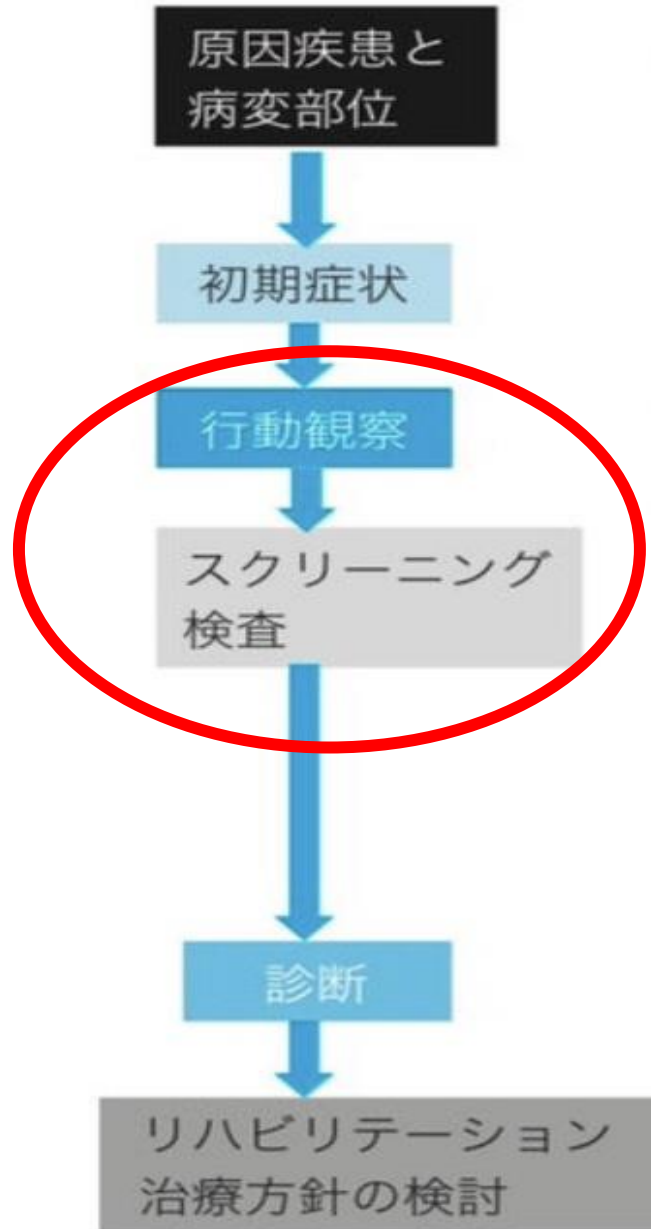 原因疾患と
病変部位
初期症状
行動観察
スクリーニング
検査
診断
リハビリテーション
治療方針の検討